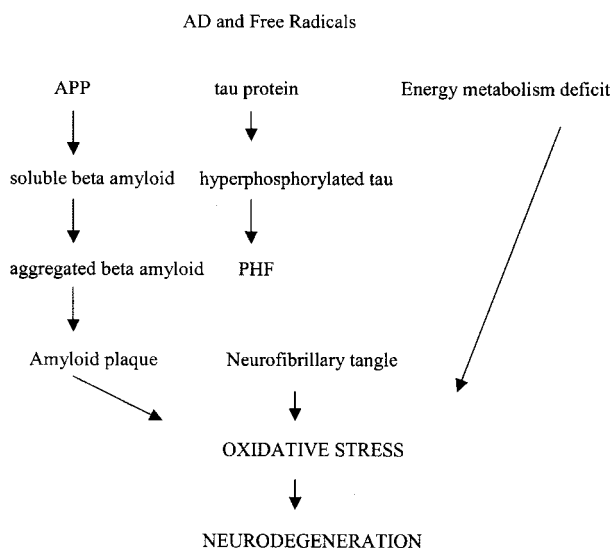 AD and Free Radicals
APP tau protein Energy metabolism deficit
soluble beta amyloid hyperphosphorylated tau
aggregated beta amyloid PHF
Amyloid plaque Neurofibrillary tangle
OXIDATIVE STRESS
NEURODEGENERATION